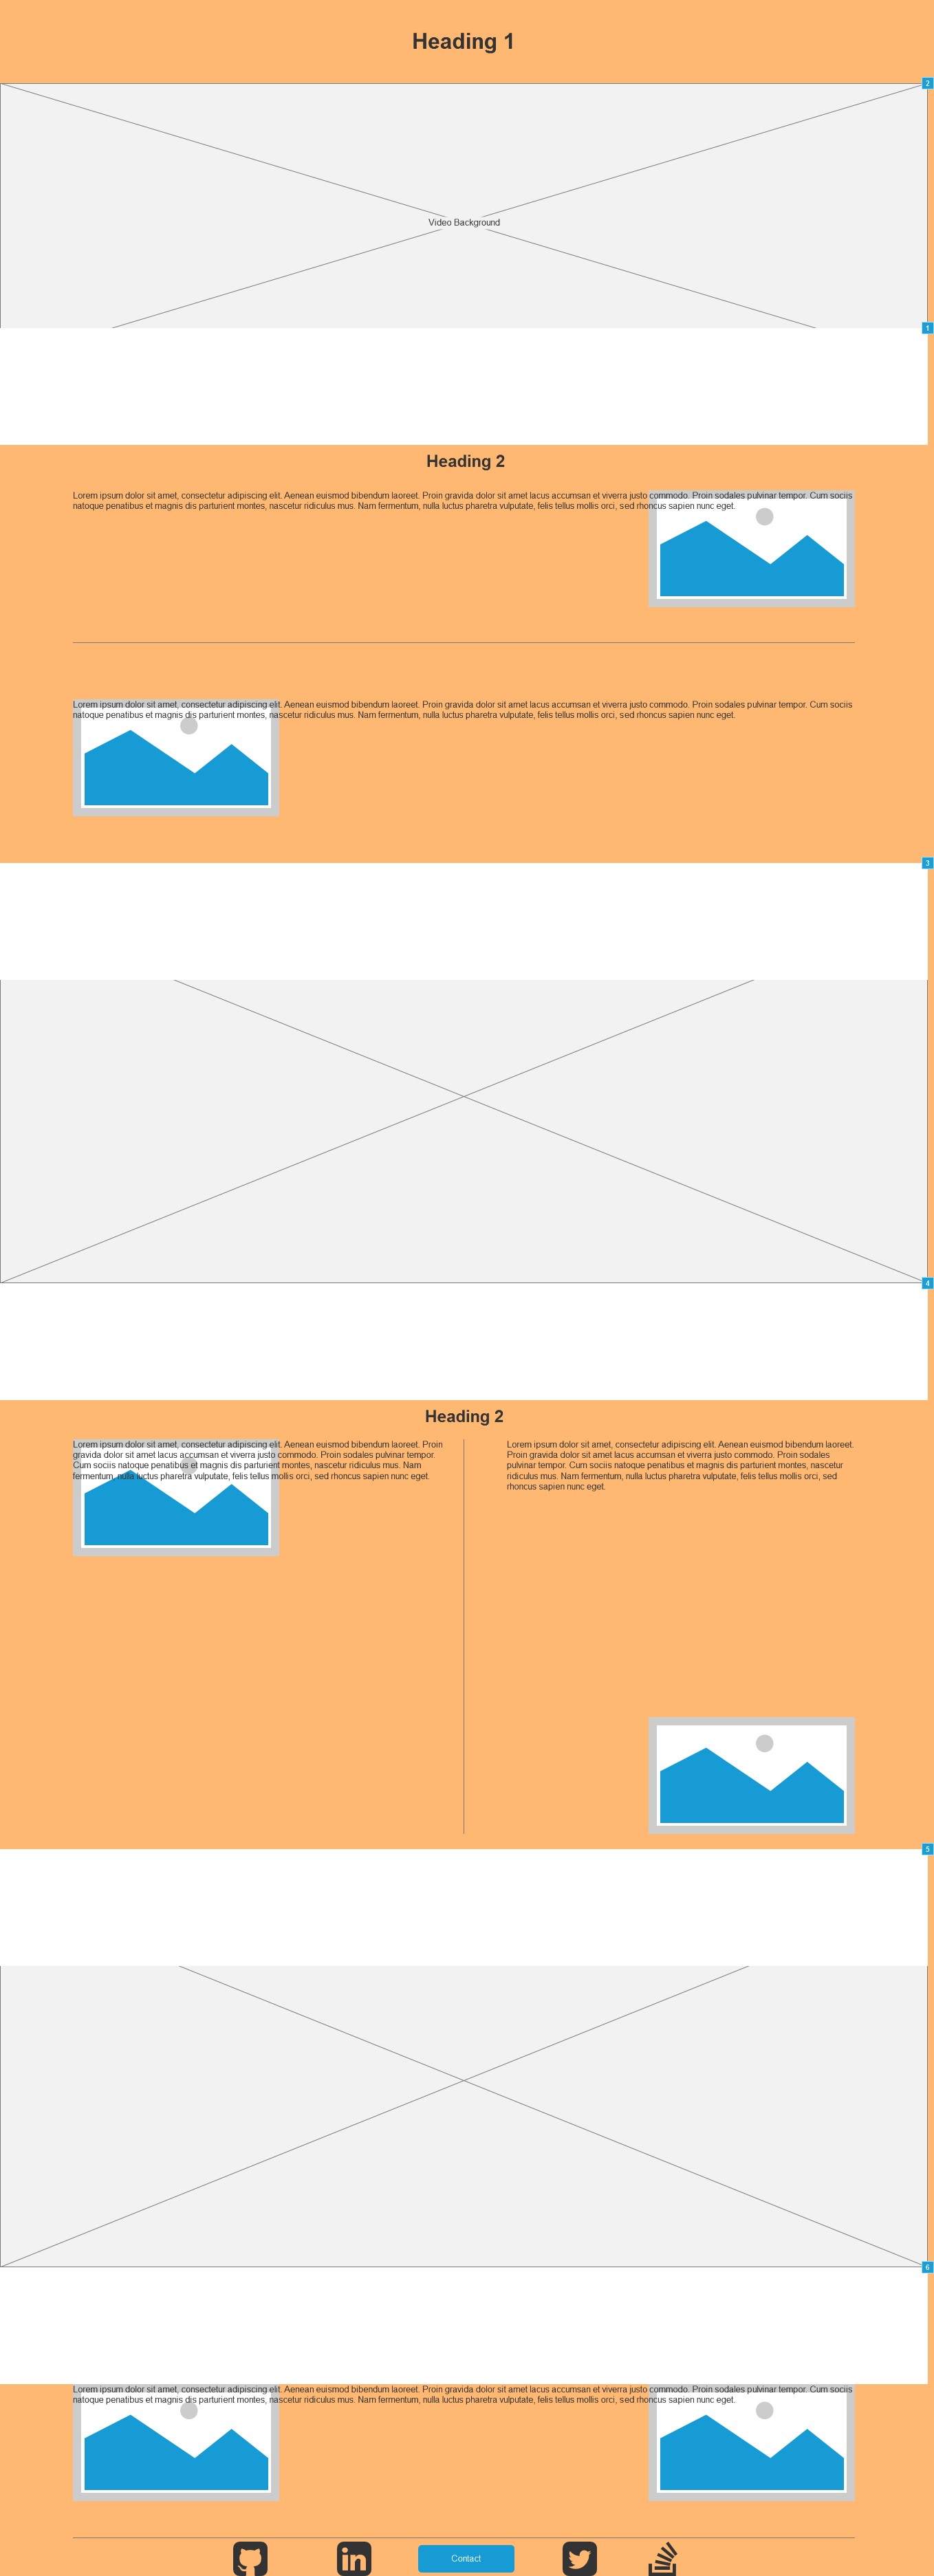 Heading 1
2
Video Background
1
Heading 2
Lorem ipsum dolor sit amet, consectetur adipiscing elit. Aenean euismod bibendum laoreet. Proin gravida dolor sit amet lacus accumsan et viverra justo commodo. Proin sodales pulvinar tempor. Cum sociis
natoque penatibus et magnis dis parturient montes, nascetur ridiculus mus. Nam fermentum, nulla luctus pharetra vulputate, felis tellus mollis orci, sed rhoncus sapien nunc eget.
Lorem ipsum dolor sit amet, consectetur adipiscing elit. Aenean euismod bibendum laoreet. Proin gravida dolor sit amet lacus accumsan et viverra justo commodo. Proin sodales pulvinar tempor. Cum sociis
natoque penatibus et magnis dis parturient montes, nascetur ridiculus mus. Nam fermentum, nulla luctus pharetra vulputate, felis tellus mollis orci, sed rhoncus sapien nunc eget.
3
4
Heading 2
Lorem ipsum dolor sit amet, consectetur adipiscing elit. Aenean euismod bibendum laoreet. Proin
gravida dolor sit amet lacus accumsan et viverra justo commodo. Proin sodales pulvinar tempor.
Cum sociis natoque penatibus et magnis dis parturient montes, nascetur ridiculus mus. Nam
fermentum, nulla luctus pharetra vulputate, felis tellus mollis orci, sed rhoncus sapien nunc eget.
Lorem ipsum dolor sit amet, consectetur adipiscing elit. Aenean euismod bibendum laoreet.
Proin gravida dolor sit amet lacus accumsan et viverra justo commodo. Proin sodales
pulvinar tempor. Cum sociis natoque penatibus et magnis dis parturient montes, nascetur
ridiculus mus. Nam fermentum, nulla luctus pharetra vulputate, felis tellus mollis orci, sed
rhoncus sapien nunc eget.
5
6
Lorem ipsum dolor sit amet, consectetur adipiscing elit. Aenean euismod bibendum laoreet. Proin gravida dolor sit amet lacus accumsan et viverra justo commodo. Proin sodales pulvinar tempor. Cum sociis
natoque penatibus et magnis dis parturient montes, nascetur ridiculus mus. Nam fermentum, nulla luctus pharetra vulputate, felis tellus mollis orci, sed rhoncus sapien nunc eget.
in
Contact